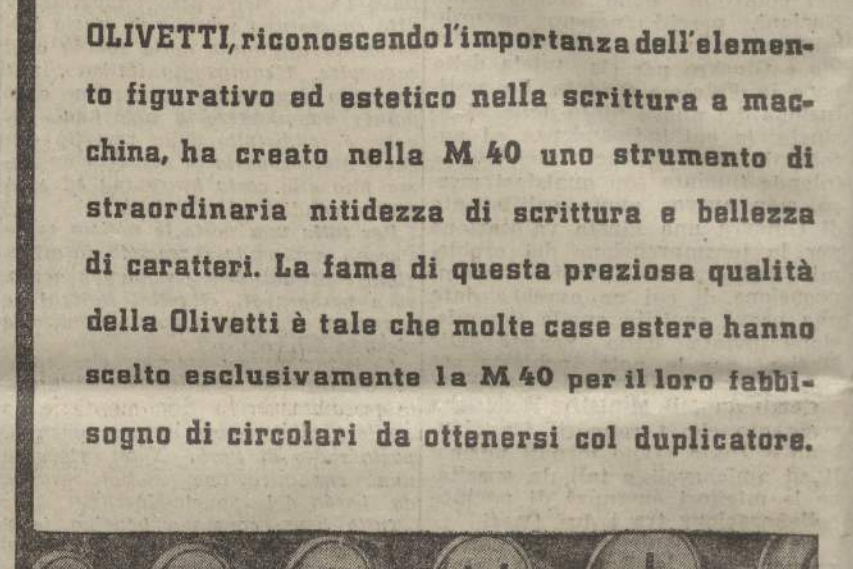 OLIVETTI, riconoscendo l'importanza dell'elemen-
to figurativo ed estetico nella scrittura a mac-
china, ha creato nella M 40 uno strumento di
straordinaria nitidezza di scrittura e bellezza
di caratteri. La fama di questa preziosa qualità
della Olivetti è tale che molte case estere hanno
scelto esclusivamente la M 40 per il loro fabbi-
sogno di circolari da ottenersi col duplicatore.